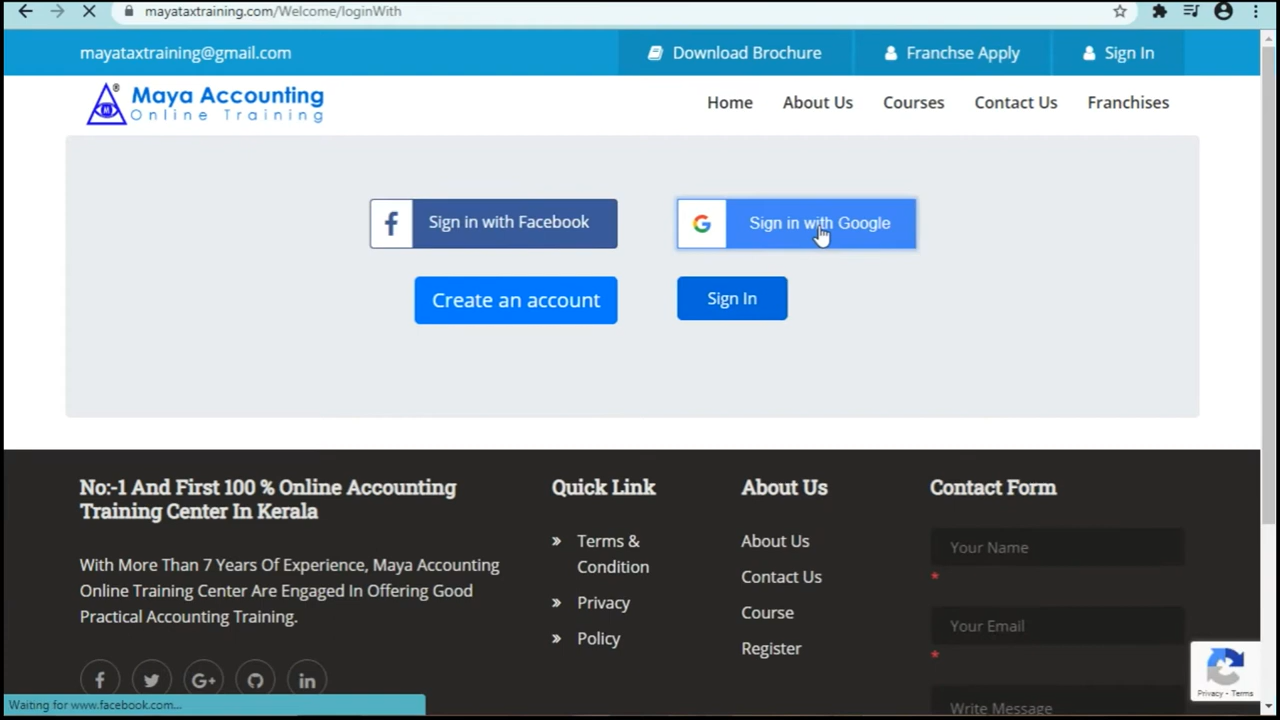 mayataxtraining.com/Welcome/loginWith
mayataxtraining@gmail.com
Download Brochure
Franchse Apply
Sign In
Maya Accounting
Online Training
®
M
Home
About Us
Courses
Contact Us
Franchises
f
Sign in with Facebook
G
Sign in with Google
Create an account
Sign In
No:-1 And First 100 % Online Accounting
Training Center In Kerala
With More Than 7 Years Of Experience, Maya Accounting
Online Training Center Are Engaged In Offering Good
Practical Accounting Training.
f
G+
in
Quick Link
» Terms &
Condition
» Privacy
» Policy
About Us
About Us
Contact Us
Course
Register
Contact Form
Your Name
*
Your Email
*
Write Message
Privacy - Terms
Waiting for www.facebook.com...